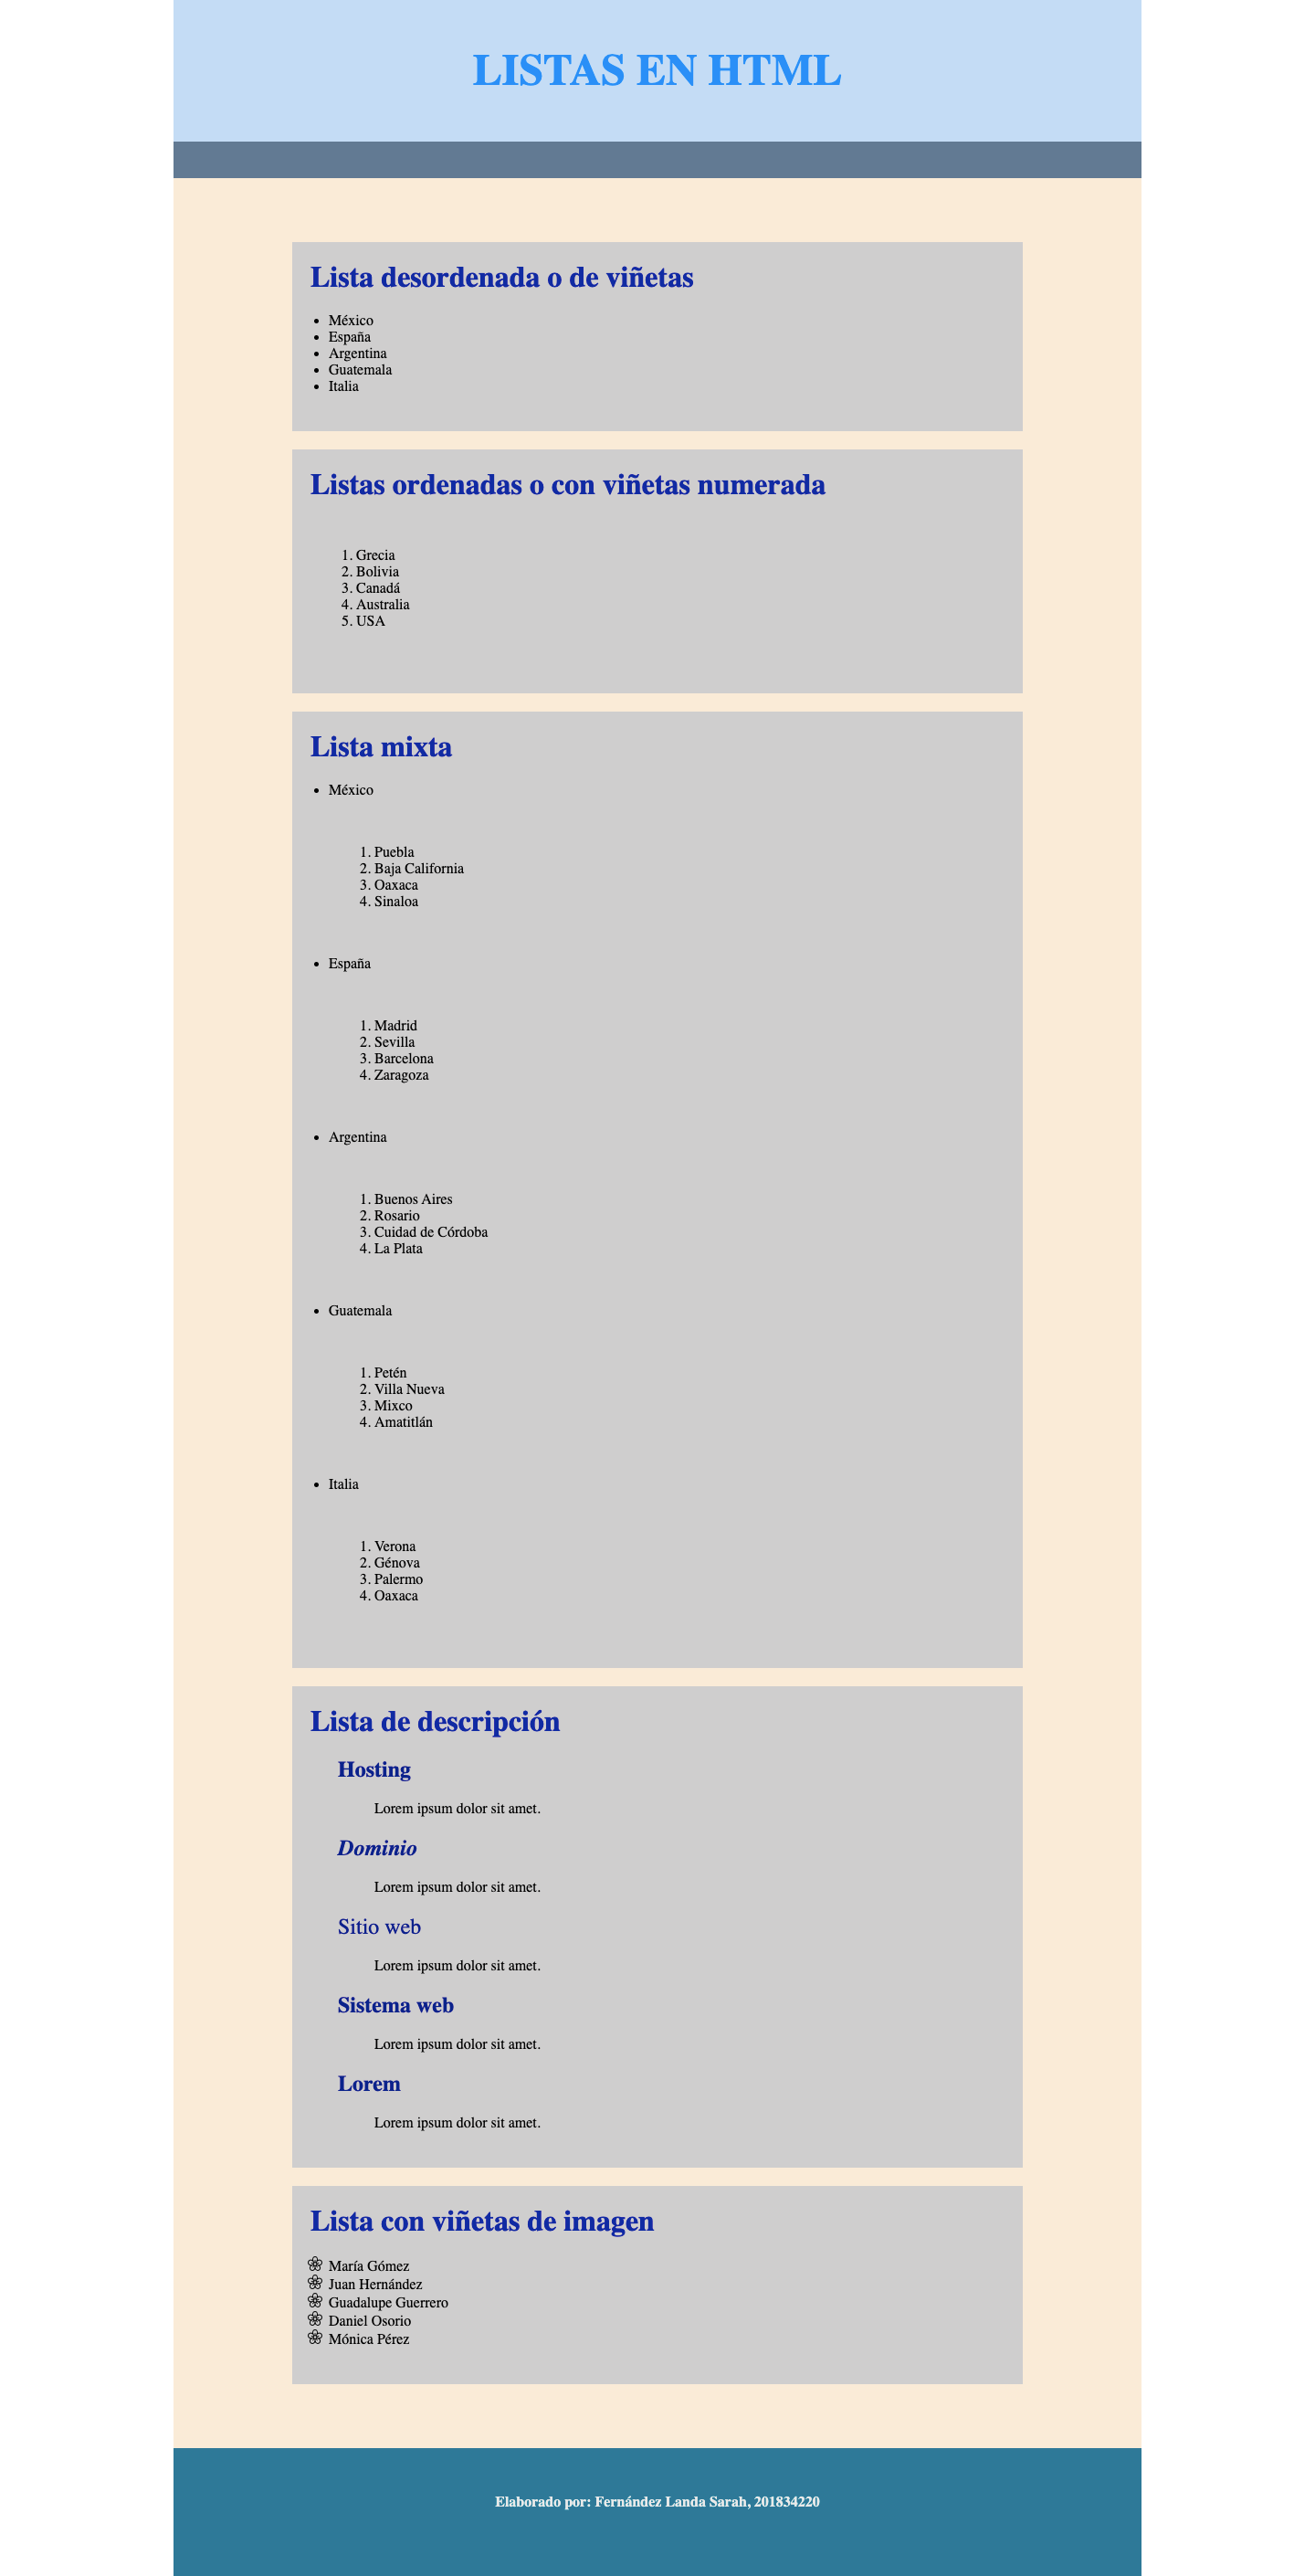 LISTAS EN HTML
Lista desordenada o de viñetas
• México
• España
• Argentina
• Guatemala
• Italia
Listas ordenadas o con viñetas numerada
1. Grecia
2. Bolivia
3. Canadá
4. Australia
5. USA
Lista mixta
• México
1. Puebla
2. Baja California
3. Oaxaca
4. Sinaloa
• España
1. Madrid
2. Sevilla
3. Barcelona
4. Zaragoza
• Argentina
1. Buenos Aires
2. Rosario
3. Cuidad de Córdoba
4. La Plata
• Guatemala
1. Petén
2. Villa Nueva
3. Mixco
4. Amatitlán
• Italia
1. Verona
2. Génova
3. Palermo
4. Oaxaca
Lista de descripción
Hosting
Lorem ipsum dolor sit amet.
Dominio
Lorem ipsum dolor sit amet.
Sitio web
Lorem ipsum dolor sit amet.
Sistema web
Lorem ipsum dolor sit amet.
Lorem
Lorem ipsum dolor sit amet.
Lista con viñetas de imagen
María Gómez
Juan Hernández
Guadalupe Guerrero
Daniel Osorio
Mónica Pérez
Elaborado por: Fernández Landa Sarah, 201834220